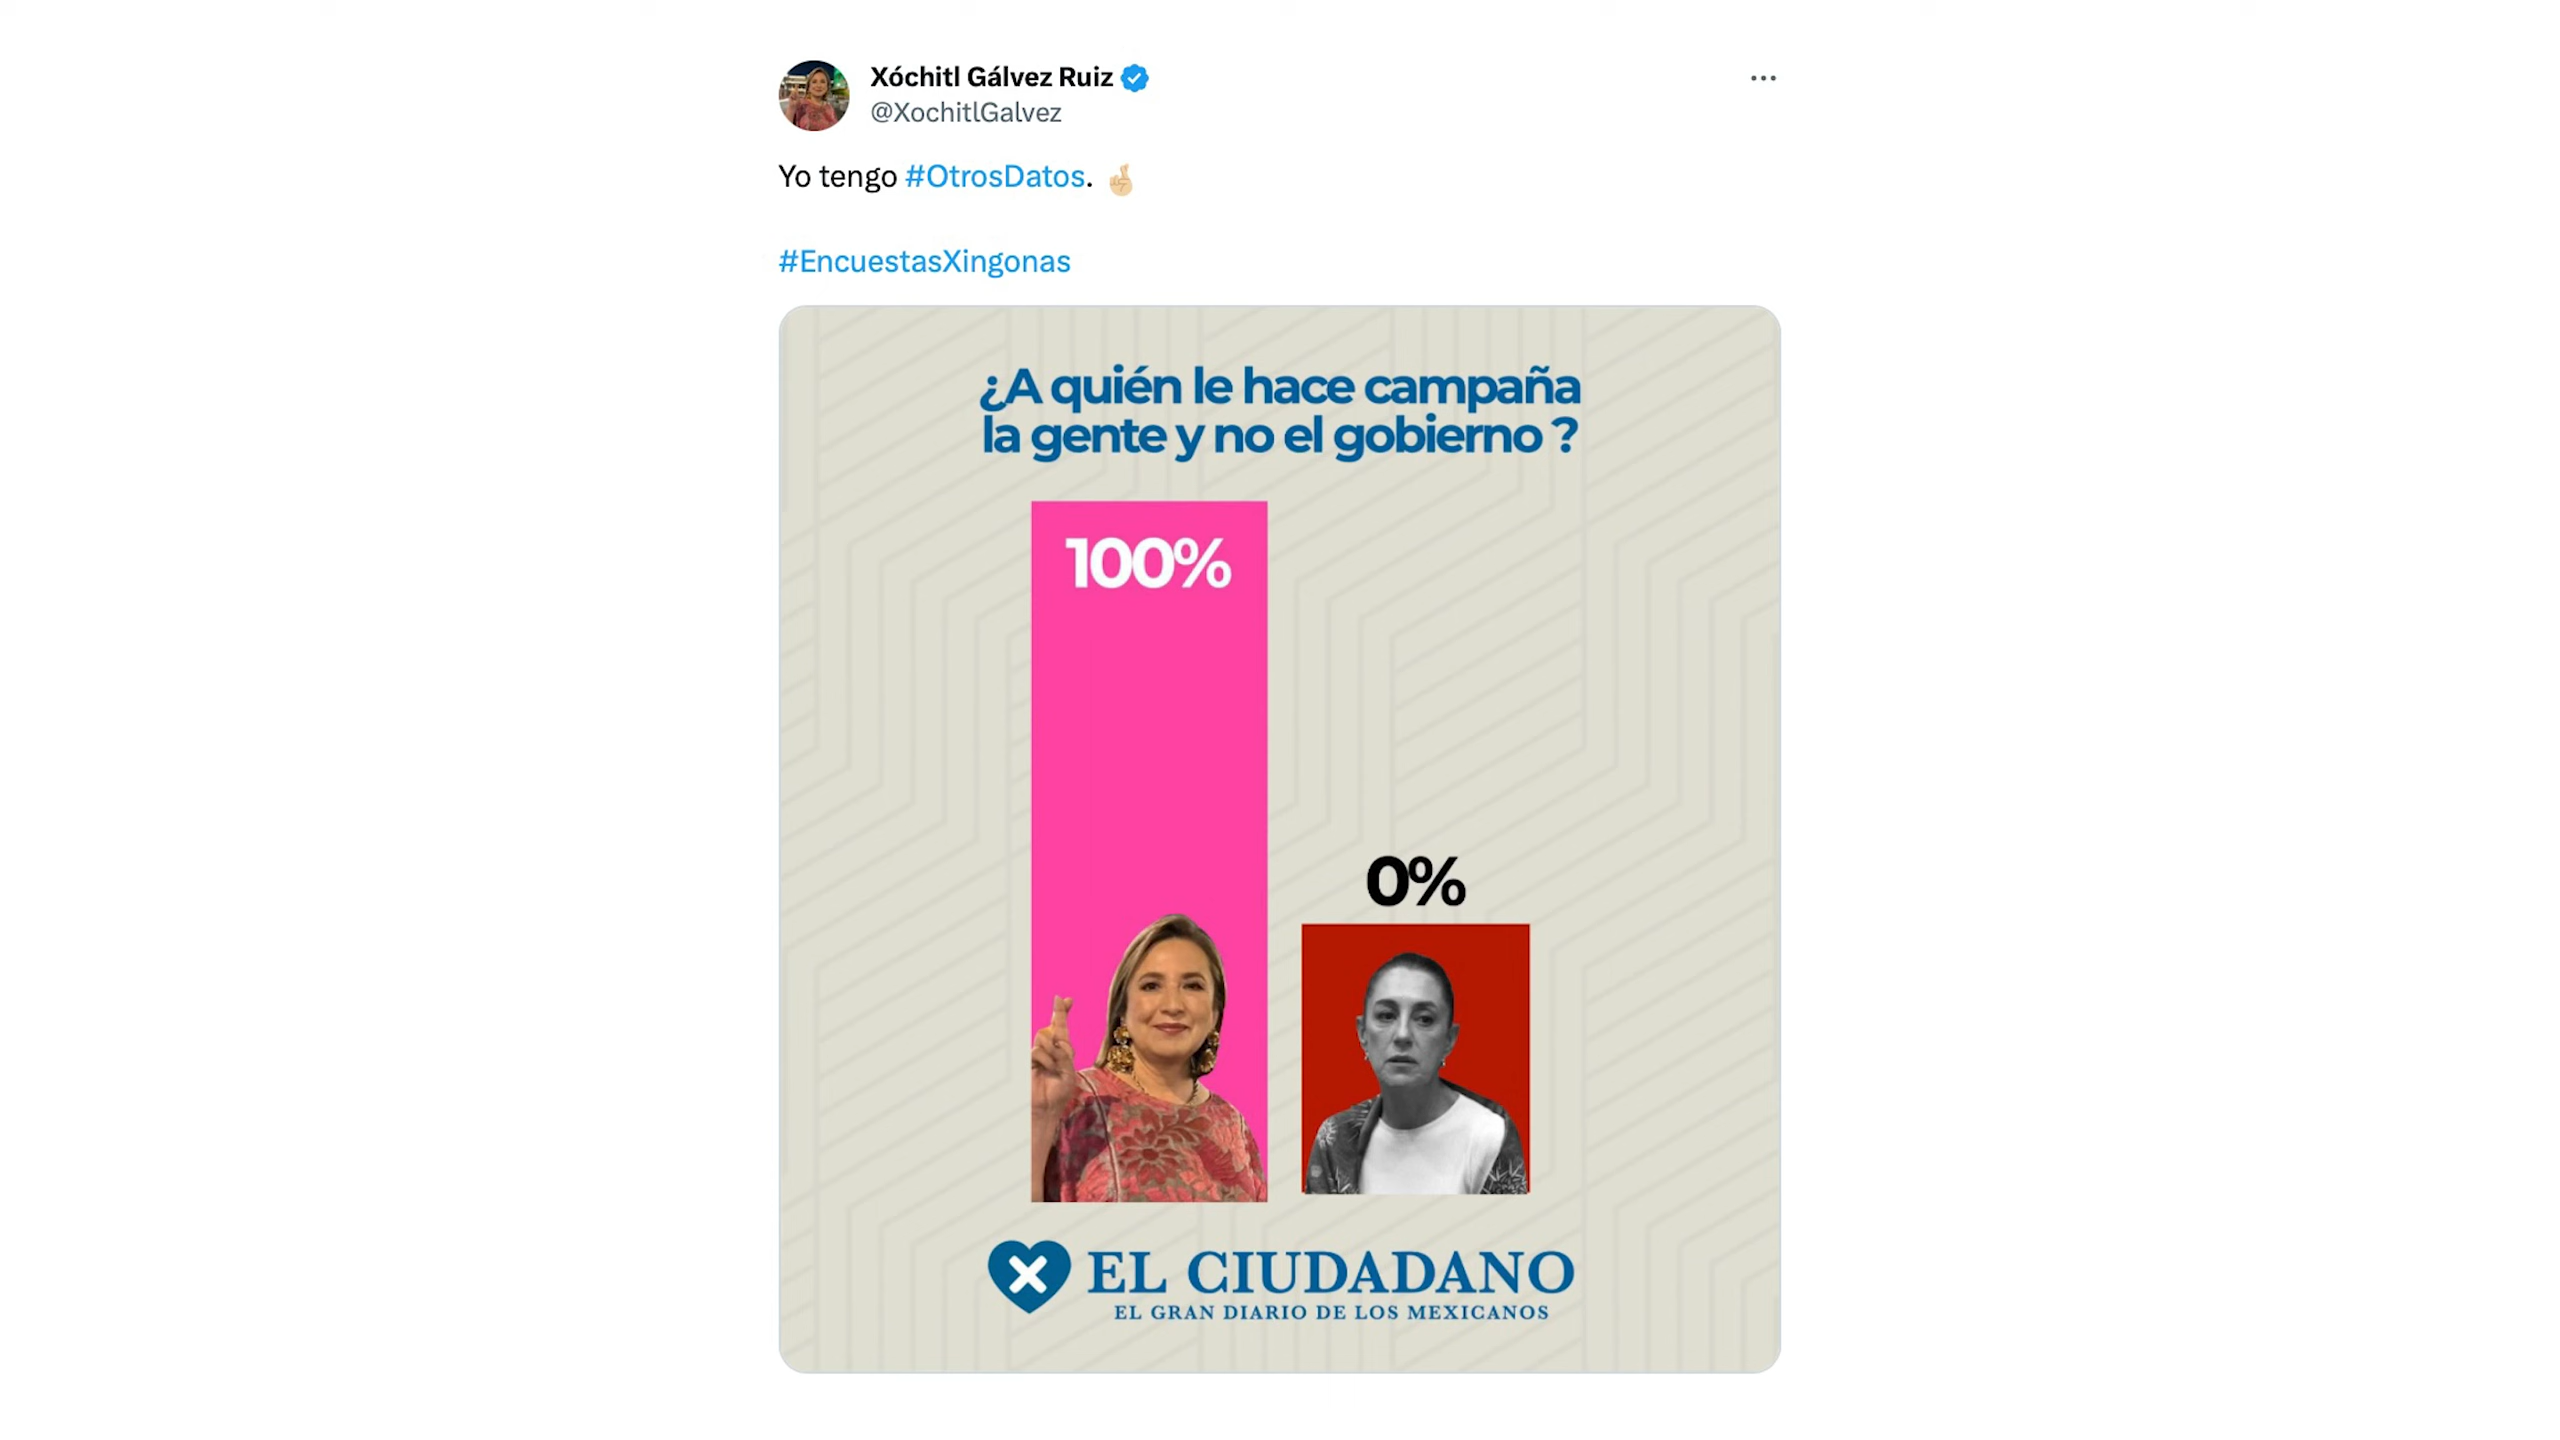 Xóchitl Gálvez Ruiz
@XochitlGalvez
Yo tengo #OtrosDatos. 🤞🏼
#EncuestasXingonas
¿A quién le hace campaña
la gente y no el gobierno ?
100%
0%
EL CIUDADANO
EL GRAN DIARIO DE LOS MEXICANOS